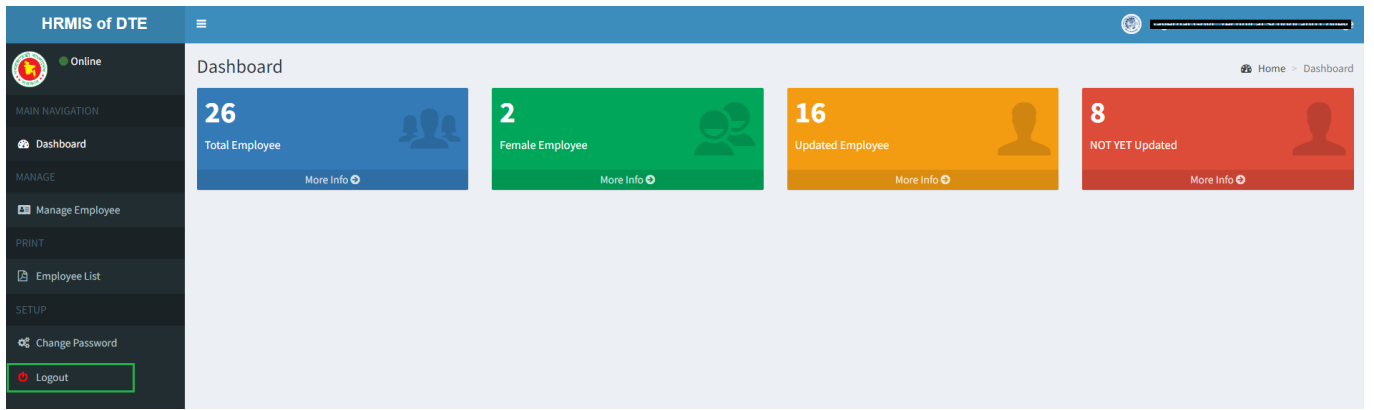 HRMIS of DTE
Online
MAIN NAVIGATION
Dashboard
MANAGE
Manage Employee
PRINT
Employee List
SETUP
Change Password
Logout
Dashboard
Home > Dashboard
26
Total Employee
More Info
2
Female Employee
More Info
16
Updated Employee
More Info
8
NOT YET Updated
More Info